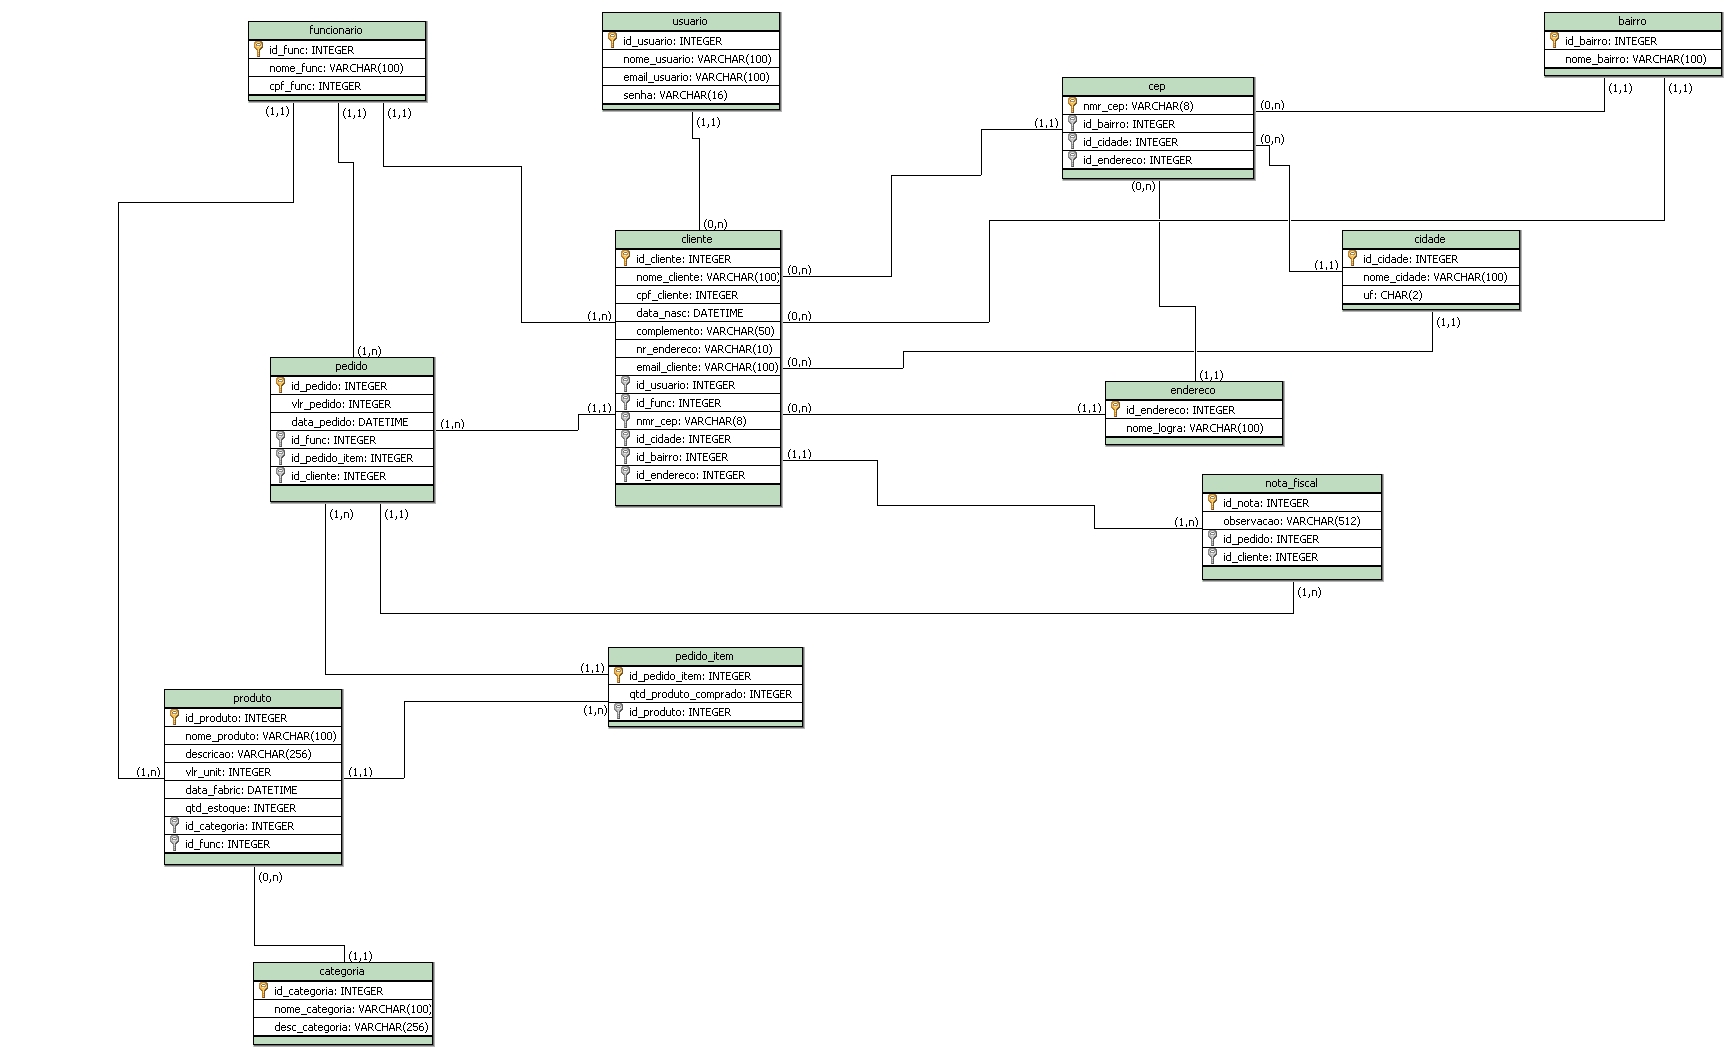 funcionario
id_func: INTEGER
nome_func: VARCHAR(100)
cpf_func: INTEGER
(1,1)
(1,1)
(1,1)
usuario
id_usuario: INTEGER
nome_usuario: VARCHAR(100)
email_usuario: VARCHAR(100)
senha: VARCHAR(16)
(1,1)
(0,n)
bairro
id_bairro: INTEGER
nome_bairro: VARCHAR(100)
(1,1)
(1,1)
cep
nmr_cep: VARCHAR(8)
id_bairro: INTEGER
id_cidade: INTEGER
id_endereco: INTEGER
(1,1)
(0,n)
(0,n)
(0,n)
cliente
id_cliente: INTEGER
nome_cliente: VARCHAR(100)
cpf_cliente: INTEGER
data_nasc: DATETIME
complemento: VARCHAR(50)
nr_endereco: VARCHAR(10)
email_cliente: VARCHAR(100)
id_usuario: INTEGER
id_func: INTEGER
nmr_cep: VARCHAR(8)
id_cidade: INTEGER
id_bairro: INTEGER
id_endereco: INTEGER
(1,n)
(1,1)
(0,n)
(0,n)
(0,n)
(0,n)
(1,1)
cidade
id_cidade: INTEGER
nome_cidade: VARCHAR(100)
uf: CHAR(2)
(1,1)
(1,1)
(1,n)
pedido
id_pedido: INTEGER
vlr_pedido: INTEGER
data_pedido: DATETIME
id_func: INTEGER
id_pedido_item: INTEGER
id_cliente: INTEGER
(1,n)
(1,n)
(1,1)
(1,1)
(1,1)
endereco
id_endereco: INTEGER
nome_logra: VARCHAR(100)
nota_fiscal
id_nota: INTEGER
observacao: VARCHAR(512)
id_pedido: INTEGER
id_cliente: INTEGER
(1,n)
(1,n)
pedido_item
id_pedido_item: INTEGER
qtd_produto_comprado: INTEGER
id_produto: INTEGER
(1,1)
(1,n)
produto
id_produto: INTEGER
nome_produto: VARCHAR(100)
descricao: VARCHAR(256)
vlr_unit: INTEGER
data_fabric: DATETIME
qtd_estoque: INTEGER
id_categoria: INTEGER
id_func: INTEGER
(1,n)
(1,1)
(0,n)
(1,1)
categoria
id_categoria: INTEGER
nome_categoria: VARCHAR(100)
desc_categoria: VARCHAR(256)